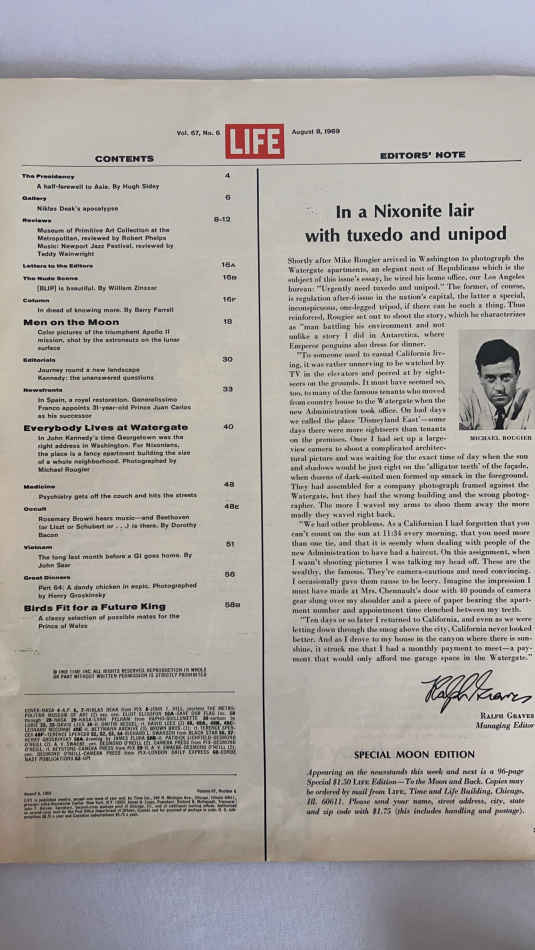 Vol. 67, No. 6
LIFE
August 8, 1969
CONTENTS
The Presidency 4
A half-farewell to Asia. By Hugh Sidey
Gallery 6
Niklas Deak's apocalypse
Reviews 8-12
Museum of Primitive Art Collection at the
Metropolitan, reviewed by Robert Phelps
Music: Newport Jazz Festival, reviewed by
Teddy Wainwright
Letters to the Editors 16A
The Nude Scene 16B
[BLIP] is beautiful. By William Zinsser
Column 16F
In dread of knowing more. By Barry Farrell
Men on the Moon 18
Color pictures of the triumphant Apollo 11
mission, shot by the astronauts on the lunar
surface
Editorials 30
Journey round a new landscape
Kennedy: the unanswered questions
Newsfronts 33
In Spain, a royal restoration. Generalissimo
Franco appoints 31-year-old Prince Juan Carlos
as his successor
Everybody Lives at Watergate 40
In John Kennedy's time Georgetown was the
right address in Washington. For Nixonians,
the place is a fancy apartment building the size
of a whole neighborhood. Photographed by
Michael Rougier
Medicine 48
Psychiatry gets off the couch and hits the streets
Occult 48E
Rosemary Brown hears music—and Beethoven
(or Liszt or Schubert or . . .) is there. By Dorothy
Bacon
Vietnam 51
The long last month before a GI goes home. By
John Saar
Great Dinners 56
Part 64: A dandy chicken in aspic. Photographed
by Henry Groskinsky
Birds Fit for a Future King 58B
A classy selection of possible mates for the
Prince of Wales
© 1969 TIME INC. ALL RIGHTS RESERVED REPRODUCTION IN WHOLE
OR PART WITHOUT WRITTEN PERMISSION IS STRICTLY PROHIBITED
August 8, 1969 Volume 67, Number 6
EDITORS' NOTE
In a Nixonite lair
with tuxedo and unipod
Shortly after Mike Rougier arrived in Washington to photograph the
Watergate apartments, an elegant nest of Republicans which is the
subject of this issue's essay, he wired his home office, our Los Angeles
bureau: "Urgently need tuxedo and unipod." The former, of course,
is regulation after-6 issue in the nation's capital, the latter a special,
inconspicuous, one-legged tripod, if there can be such a thing. Thus
reinforced, Rougier set out to shoot the story, which he characterizes
as "man battling his environment and not
unlike a story I did in Antarctica, where
Emperor penguins also dress for dinner.
"To someone used to casual California liv-
ing, it was rather unnerving to be watched by
TV in the elevators and peered at by sight-
seers on the grounds. It must have seemed so,
too, to many of the famous tenants who moved
from country house to the Watergate when the
new Administration took office. On bad days
we called the place 'Disneyland East'—some
days there were more sightseers than tenants
on the premises. Once I had set up a large-
view camera to shoot a complicated architec-
tural picture and was waiting for the exact time of day when the sun
and shadows would be just right on the 'alligator teeth' of the façade,
when dozens of dark-suited men formed up smack in the foreground.
They had assembled for a company photograph framed against the
Watergate, but they had the wrong building and the wrong photog-
rapher. The more I waved my arms to shoo them away the more
madly they waved right back.
"We had other problems. As a Californian I had forgotten that you
can't count on the sun at 11:34 every morning, that you need more
than one tie, and that it is seemly when dealing with people of the
new Administration to have had a haircut. On this assignment, when
I wasn't shooting pictures I was talking my head off. These are the
wealthy, the famous. They're camera-cautious and need convincing.
I occasionally gave them cause to be leery. Imagine the impression I
must have made at Mrs. Chennault's door with 40 pounds of camera
gear slung over my shoulder and a piece of paper bearing the apart-
ment number and appointment time clenched between my teeth.
"Ten days or so later I returned to California, and even as we were
letting down through the smog above the city, California never looked
better. And as I drove to my house in the canyon where there is sun-
shine, it struck me that I had a monthly payment to meet—a pay-
ment that would only afford me garage space in the Watergate."
MICHAEL ROUGIER
Ralph Graves
RALPH GRAVES
Managing Editor
SPECIAL MOON EDITION
Appearing on the newsstands this week and next is a 96-page
Special $1.50 LIFE Edition—To the Moon and Back. Copies may
be ordered by mail from LIFE, Time and Life Building, Chicago,
Ill. 60611. Please send your name, street address, city, state
and zip code with $1.75 (this includes handling and postage).